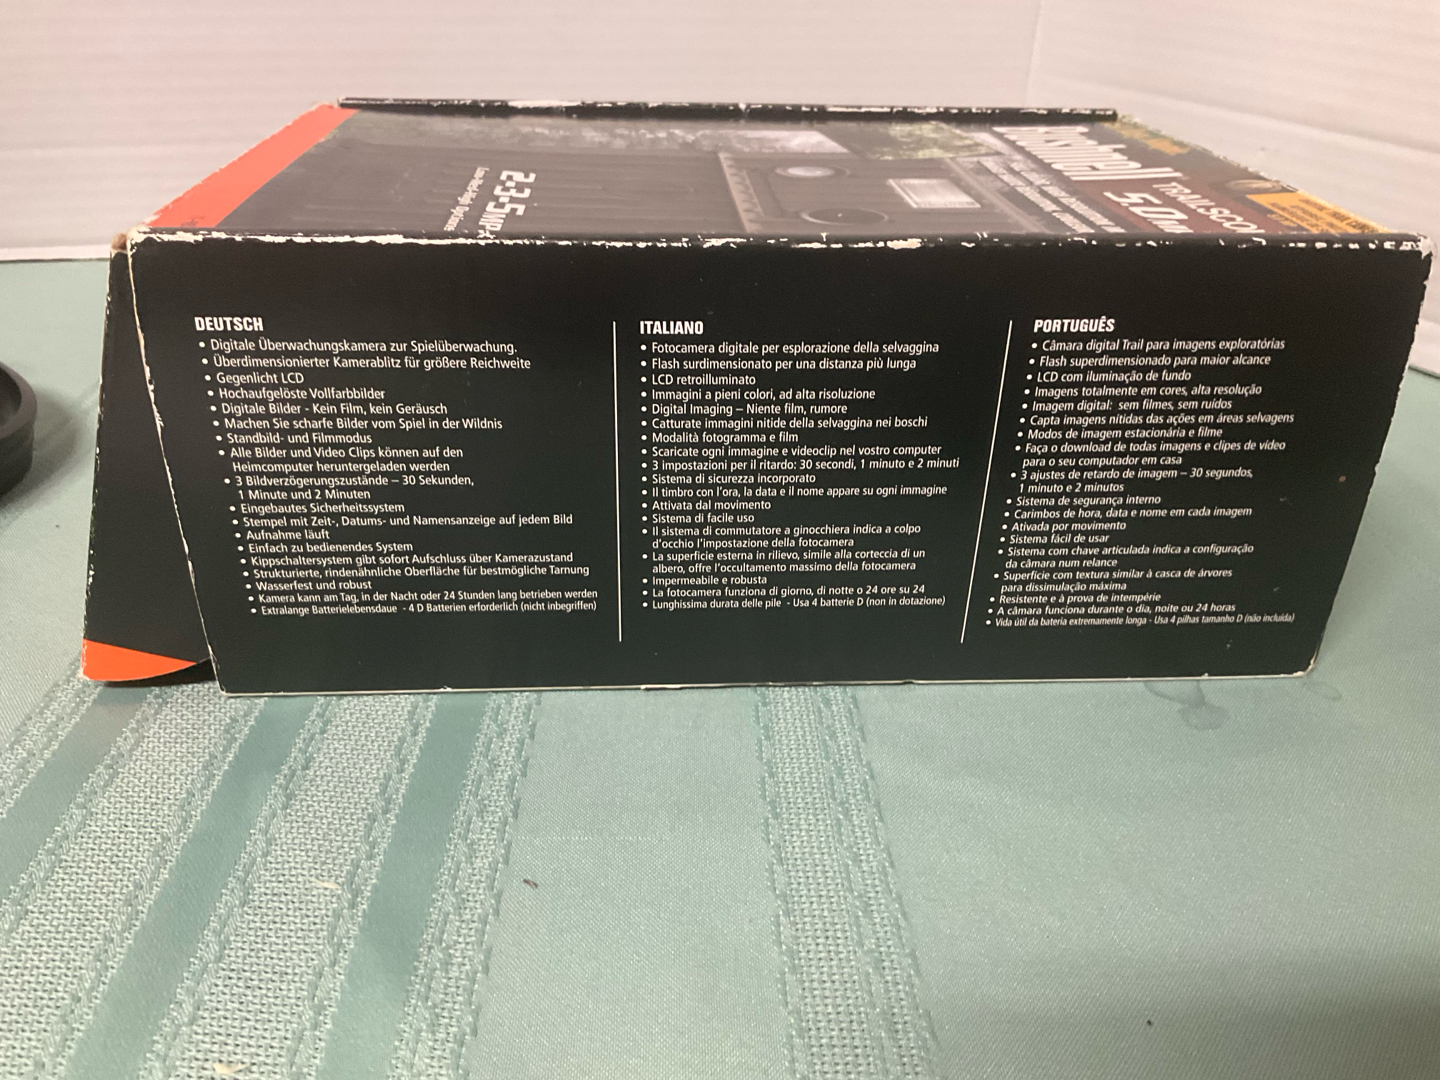 2·3·5MP
Bushnell
TRAIL
5.0
DEUTSCH
• Digitale Überwachungskamera zur Spielüberwachung.
• Überdimensionierter Kamerablitz für größere Reichweite
• Gegenlicht LCD
• Hochaufgelöste Vollfarbbilder
• Digitale Bilder - Kein Film, kein Geräusch
• Machen Sie scharfe Bilder vom Spiel in der Wildnis
• Standbild- und Filmmodus
• Alle Bilder und Video Clips können auf den
Heimcomputer heruntergeladen werden
• 3 Bildverzögerungszustände – 30 Sekunden,
1 Minute und 2 Minuten
• Eingebautes Sicherheitssystem
• Stempel mit Zeit-, Datums- und Namensanzeige auf jedem Bild
• Aufnahme läuft
• Einfach zu bedienendes System
• Kippschaltersystem gibt sofort Aufschluss über Kamerazustand
• Strukturierte, rindenähnliche Oberfläche für bestmögliche Tarnung
• Wasserfest und robust
• Kamera kann am Tag, in der Nacht oder 24 Stunden lang betrieben werden
• Extralange Batterielebensdaue - 4 D Batterien erforderlich (nicht inbegriffen)
ITALIANO
• Fotocamera digitale per esplorazione della selvaggina
• Flash surdimensionato per una distanza più lunga
• LCD retroilluminato
• Immagini a pieni colori, ad alta risoluzione
• Digital Imaging – Niente film, rumore
• Catturate immagini nitide della selvaggina nei boschi
• Modalità fotogramma e film
• Scaricate ogni immagine e videoclip nel vostro computer
• 3 impostazioni per il ritardo: 30 secondi, 1 minuto e 2 minuti
• Sistema di sicurezza incorporato
• Il timbro con l'ora, la data e il nome appare su ogni immagine
• Attivata dal movimento
• Sistema di facile uso
• Il sistema di commutatore a ginocchiera indica a colpo
d'occhio l'impostazione della fotocamera
• La superficie esterna in rilievo, simile alla corteccia di un
albero, offre l'occultamento massimo della fotocamera
• Impermeabile e robusta
• La fotocamera funziona di giorno, di notte o 24 ore su 24
• Lunghissima durata delle pile - Usa 4 batterie D (non in dotazione)
PORTUGUÊS
• Câmara digital Trail para imagens exploratórias
• Flash superdimensionado para maior alcance
• LCD com iluminação de fundo
• Imagens totalmente em cores, alta resolução
• Imagem digital: sem filmes, sem ruídos
• Capta imagens nítidas das ações em áreas selvagens
• Modos de imagem estacionária e filme
• Faça o download de todas imagens e clipes de vídeo
para o seu computador em casa
• 3 ajustes de retardo de imagem – 30 segundos,
1 minuto e 2 minutos
• Sistema de segurança interno
• Carimbos de hora, data e nome em cada imagem
• Ativada por movimento
• Sistema fácil de usar
• Sistema com chave articulada indica a configuração
da câmara num relance
• Superfície com textura similar à casca de árvores
para dissimulação máxima
• Resistente e à prova de intempérie
• A câmara funciona durante o dia, noite ou 24 horas
• Vida útil da bateria extremamente longa - Usa 4 pilhas tamanho D (não incluída)